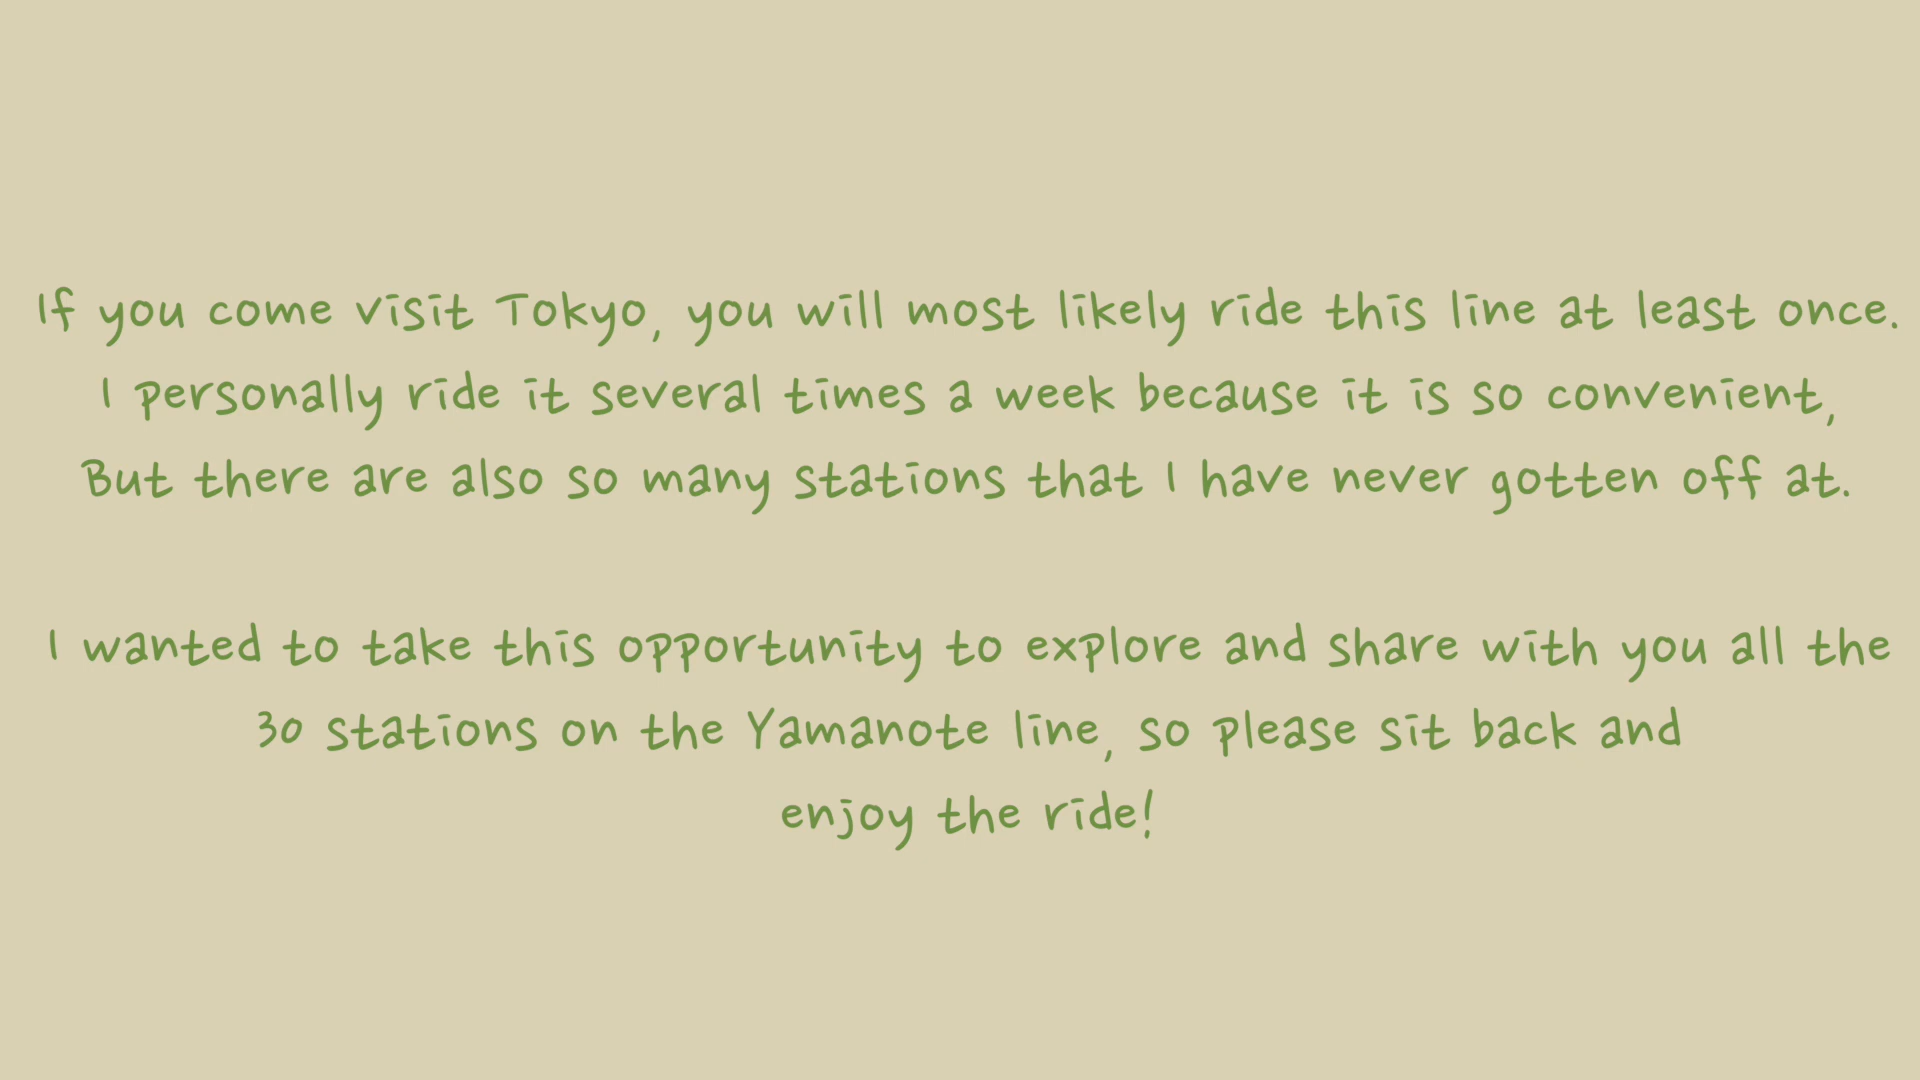 If you come visit Tokyo, you will most likely ride this line at least once.
I personally ride it several times a week because it is so convenient,
But there are also so many stations that I have never gotten off at.
I wanted to take this opportunity to explore and share with you all the
30 stations on the Yamanote line, so please sit back and
enjoy the ride!